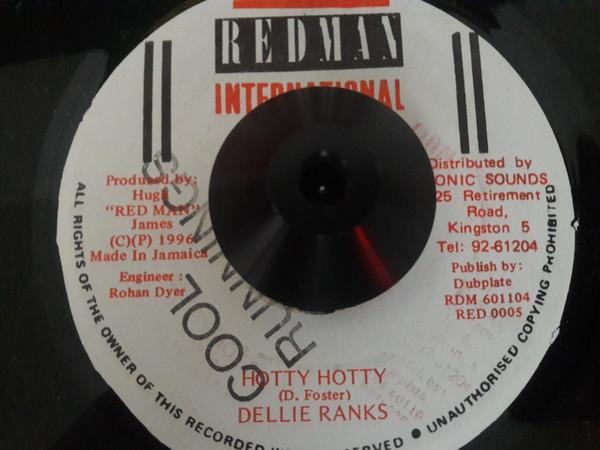 REDMAN
INTERNATIONAL
Produced by:
Hugh
"RED MAN"
James
(C)(P) 1996
Made In Jamaica
Engineer :
Rohan Dyer
Distributed by
ONIC SOUNDS
25 Retirement
Road,
Kingston 5
Tel: 92-61204
Publish by:
Dubplate
RDM 601104
RED 0005
COOL
RUNNINGS
HOTTY HOTTY
(D. Foster)
DELLIE RANKS
ALL RIGHTS OF THE OWNER OF THIS RECORDED RESERVED ● UNAUTHORISED COPYING PROHIBITED